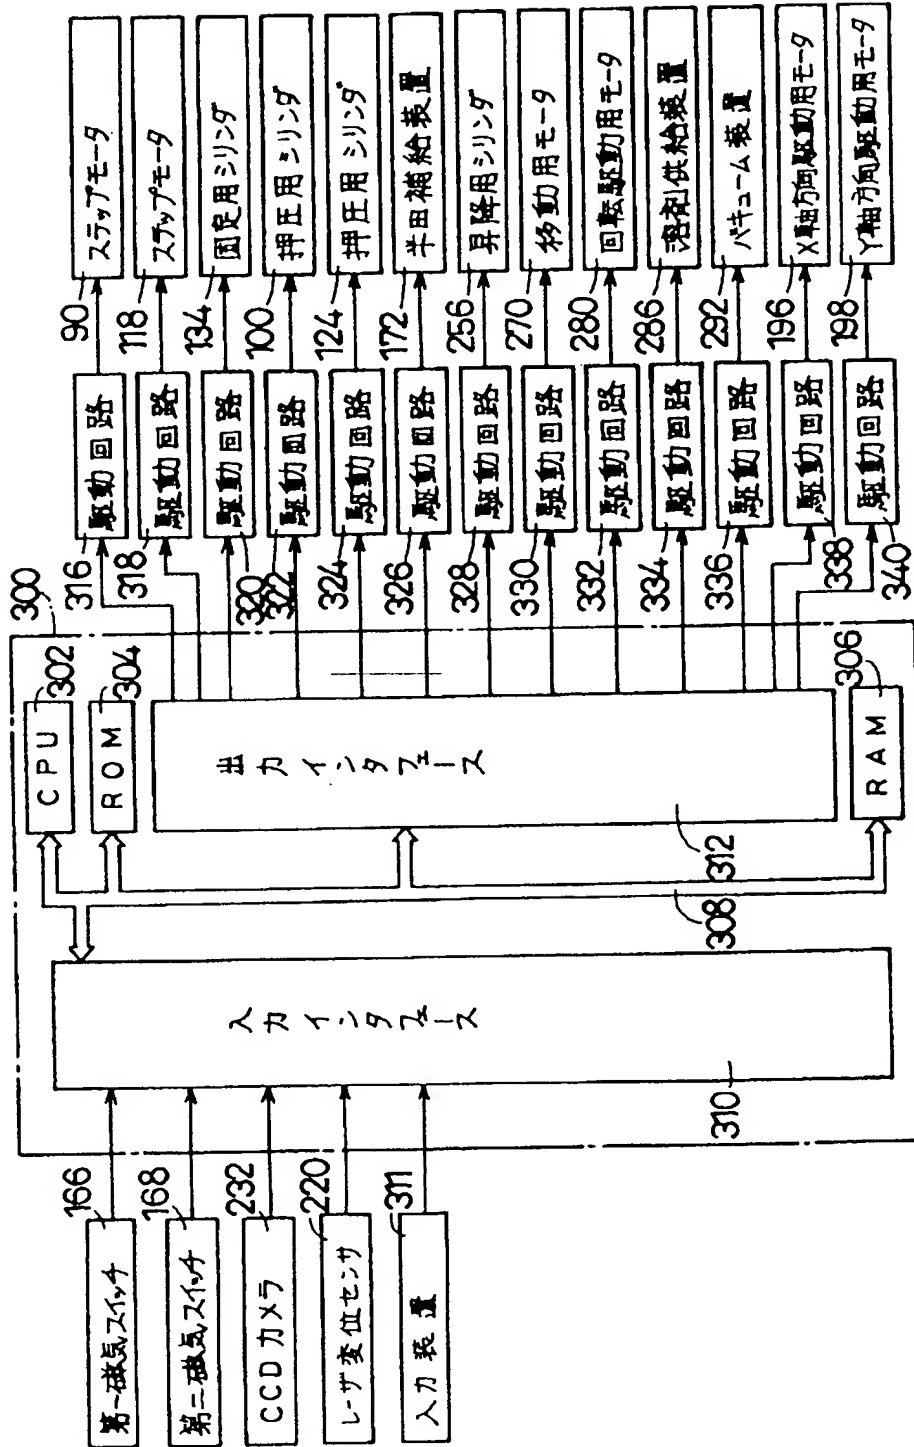 第一磁気スイッチ
166
第二磁気スイッチ
168
CCDカメラ
232
レーザ変位センサ
220
入力装置
311
300
入力インタフェース
310
308
CPU
302
ROM
304
出力インタフェース
312
RAM
306
316
駆動回路
90
ステップモータ
318
駆動回路
118
ステップモータ
320
駆動回路
134
固定用シリンダ
322
駆動回路
100
押圧用シリンダ
324
駆動回路
124
押圧用シリンダ
326
駆動回路
172
半田補給装置
328
駆動回路
256
昇降用シリンダ
330
駆動回路
270
移動用モータ
332
駆動回路
280
回転駆動用モータ
334
駆動回路
286
溶剤供給装置
336
駆動回路
292
バキューム装置
338
駆動回路
196
X軸方向駆動用モータ
340
駆動回路
198
Y軸方向駆動用モータ